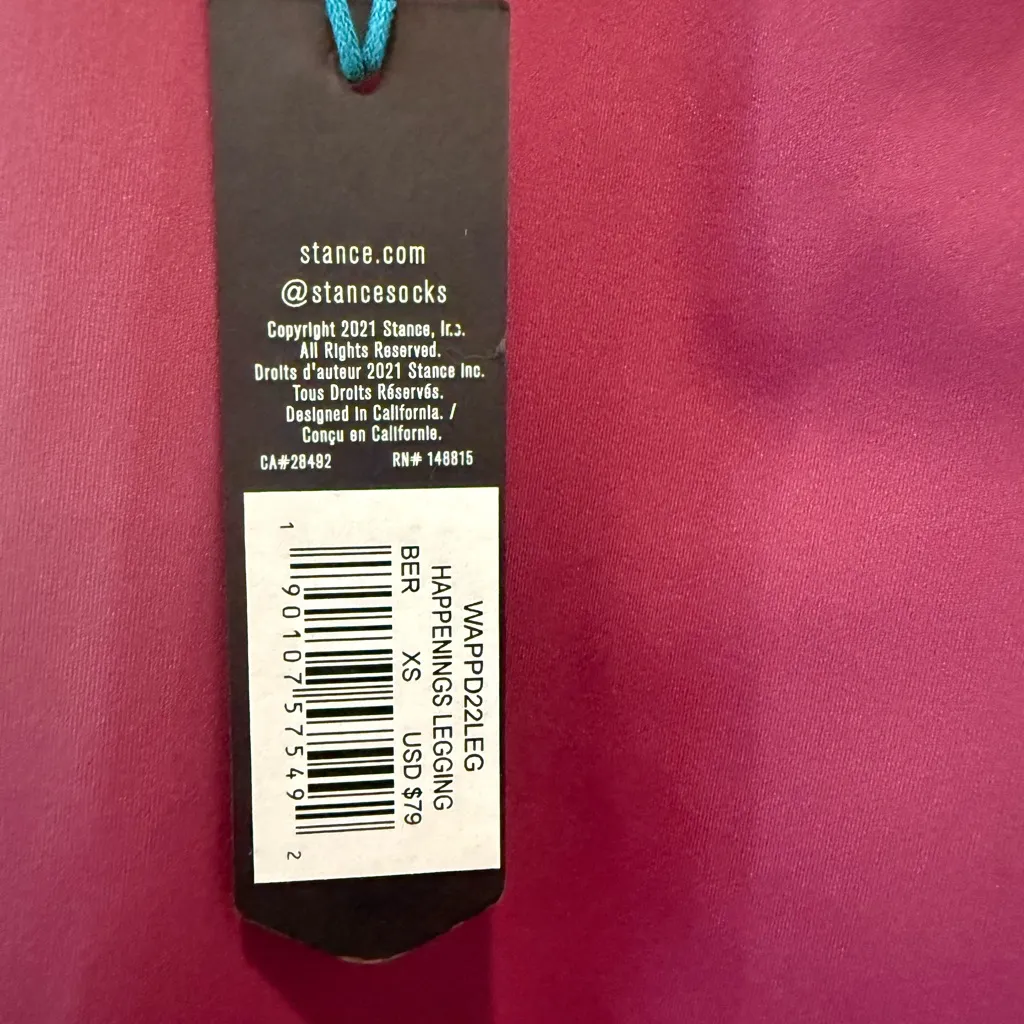 stance.com
@stancesocks
Copyright 2021 Stance, Inc.
All Rights Reserved.
Droits d'auteur 2021 Stance Inc.
Tous Droits Réservés.
Designed in California. /
Conçu en Californie.
CA#28492 RN# 148815
WAPPD22LEG
HAPPENINGS LEGGING
BER XS USD $79
1 90107 57549 2